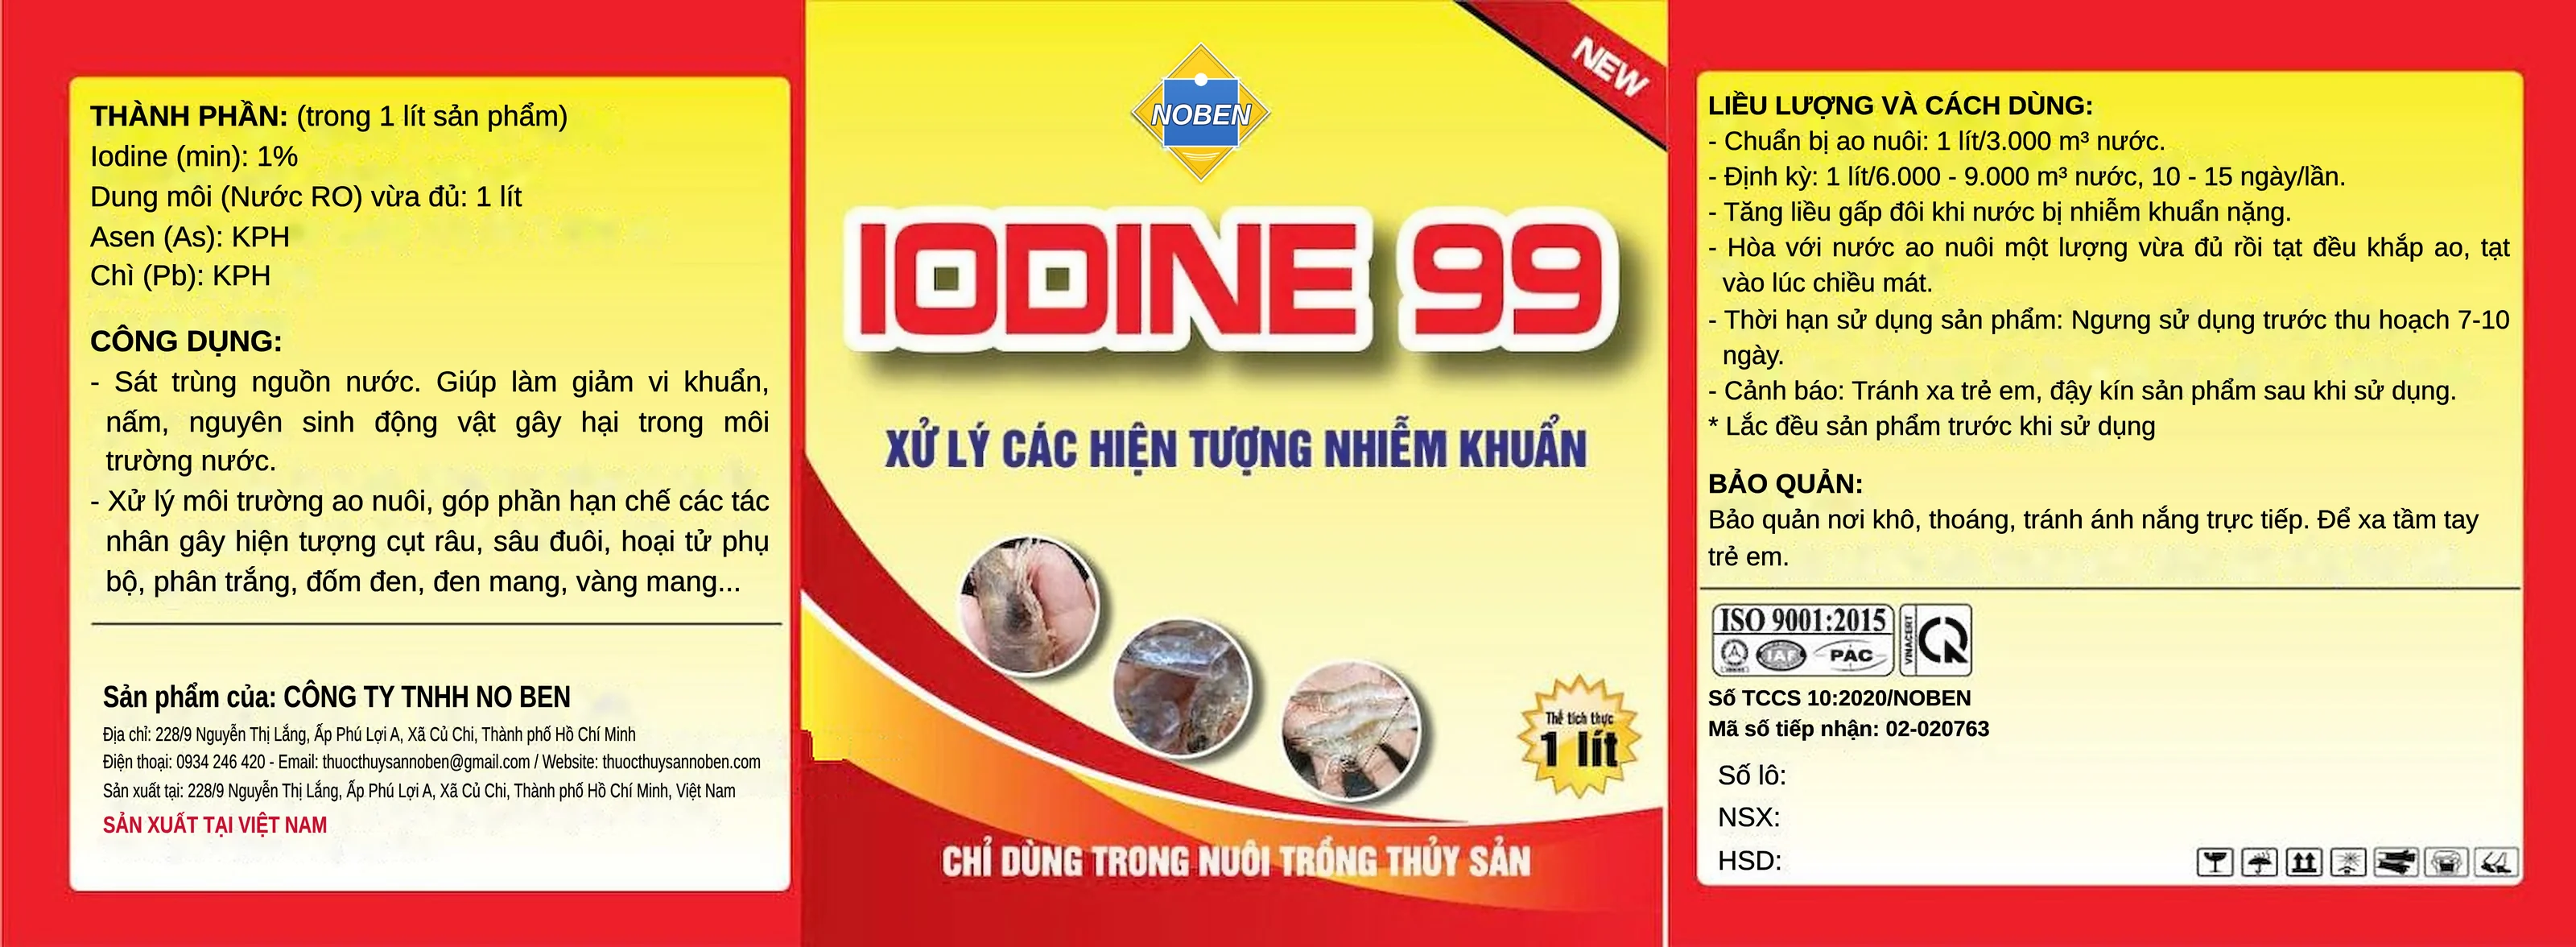 THÀNH PHẦN: (trong 1 lít sản phẩm)
Iodine (min): 1%
Dung môi (Nước RO) vừa đủ: 1 lít
Asen (As): KPH
Chì (Pb): KPH
CÔNG DỤNG:
- Sát trùng nguồn nước. Giúp làm giảm vi khuẩn,
nấm, nguyên sinh động vật gây hại trong môi
trường nước.
- Xử lý môi trường ao nuôi, góp phần hạn chế các tác
nhân gây hiện tượng cụt râu, sâu đuôi, hoại tử phụ
bộ, phân trắng, đốm đen, đen mang, vàng mang...
Sản phẩm của: CÔNG TY TNHH NO BEN
Địa chỉ: 228/9 Nguyễn Thị Lắng, Ấp Phú Lợi A, Xã Củ Chi, Thành phố Hồ Chí Minh
Điện thoại: 0934 246 420 - Email: thuocthuysannoben@gmail.com / Website: thuocthuysannoben.com
Sản xuất tại: 228/9 Nguyễn Thị Lắng, Ấp Phú Lợi A, Xã Củ Chi, Thành phố Hồ Chí Minh, Việt Nam
SẢN XUẤT TẠI VIỆT NAM
NEW
NOBEN
IODINE 99
XỬ LÝ CÁC HIỆN TƯỢNG NHIỄM KHUẨN
Thể tích thực
1 lít
CHỈ DÙNG TRONG NUÔI TRỒNG THỦY SẢN
LIỀU LƯỢNG VÀ CÁCH DÙNG:
- Chuẩn bị ao nuôi: 1 lít/3.000 m³ nước.
- Định kỳ: 1 lít/6.000 - 9.000 m³ nước, 10 - 15 ngày/lần.
- Tăng liều gấp đôi khi nước bị nhiễm khuẩn nặng.
- Hòa với nước ao nuôi một lượng vừa đủ rồi tạt đều khắp ao, tạt
vào lúc chiều mát.
- Thời hạn sử dụng sản phẩm: Ngưng sử dụng trước thu hoạch 7-10
ngày.
- Cảnh báo: Tránh xa trẻ em, đậy kín sản phẩm sau khi sử dụng.
* Lắc đều sản phẩm trước khi sử dụng
BẢO QUẢN:
Bảo quản nơi khô, thoáng, tránh ánh nắng trực tiếp. Để xa tầm tay
trẻ em.
ISO 9001:2015
IAF PAC VINACERT
Số TCCS 10:2020/NOBEN
Mã số tiếp nhận: 02-020763
Số lô:
NSX:
HSD: